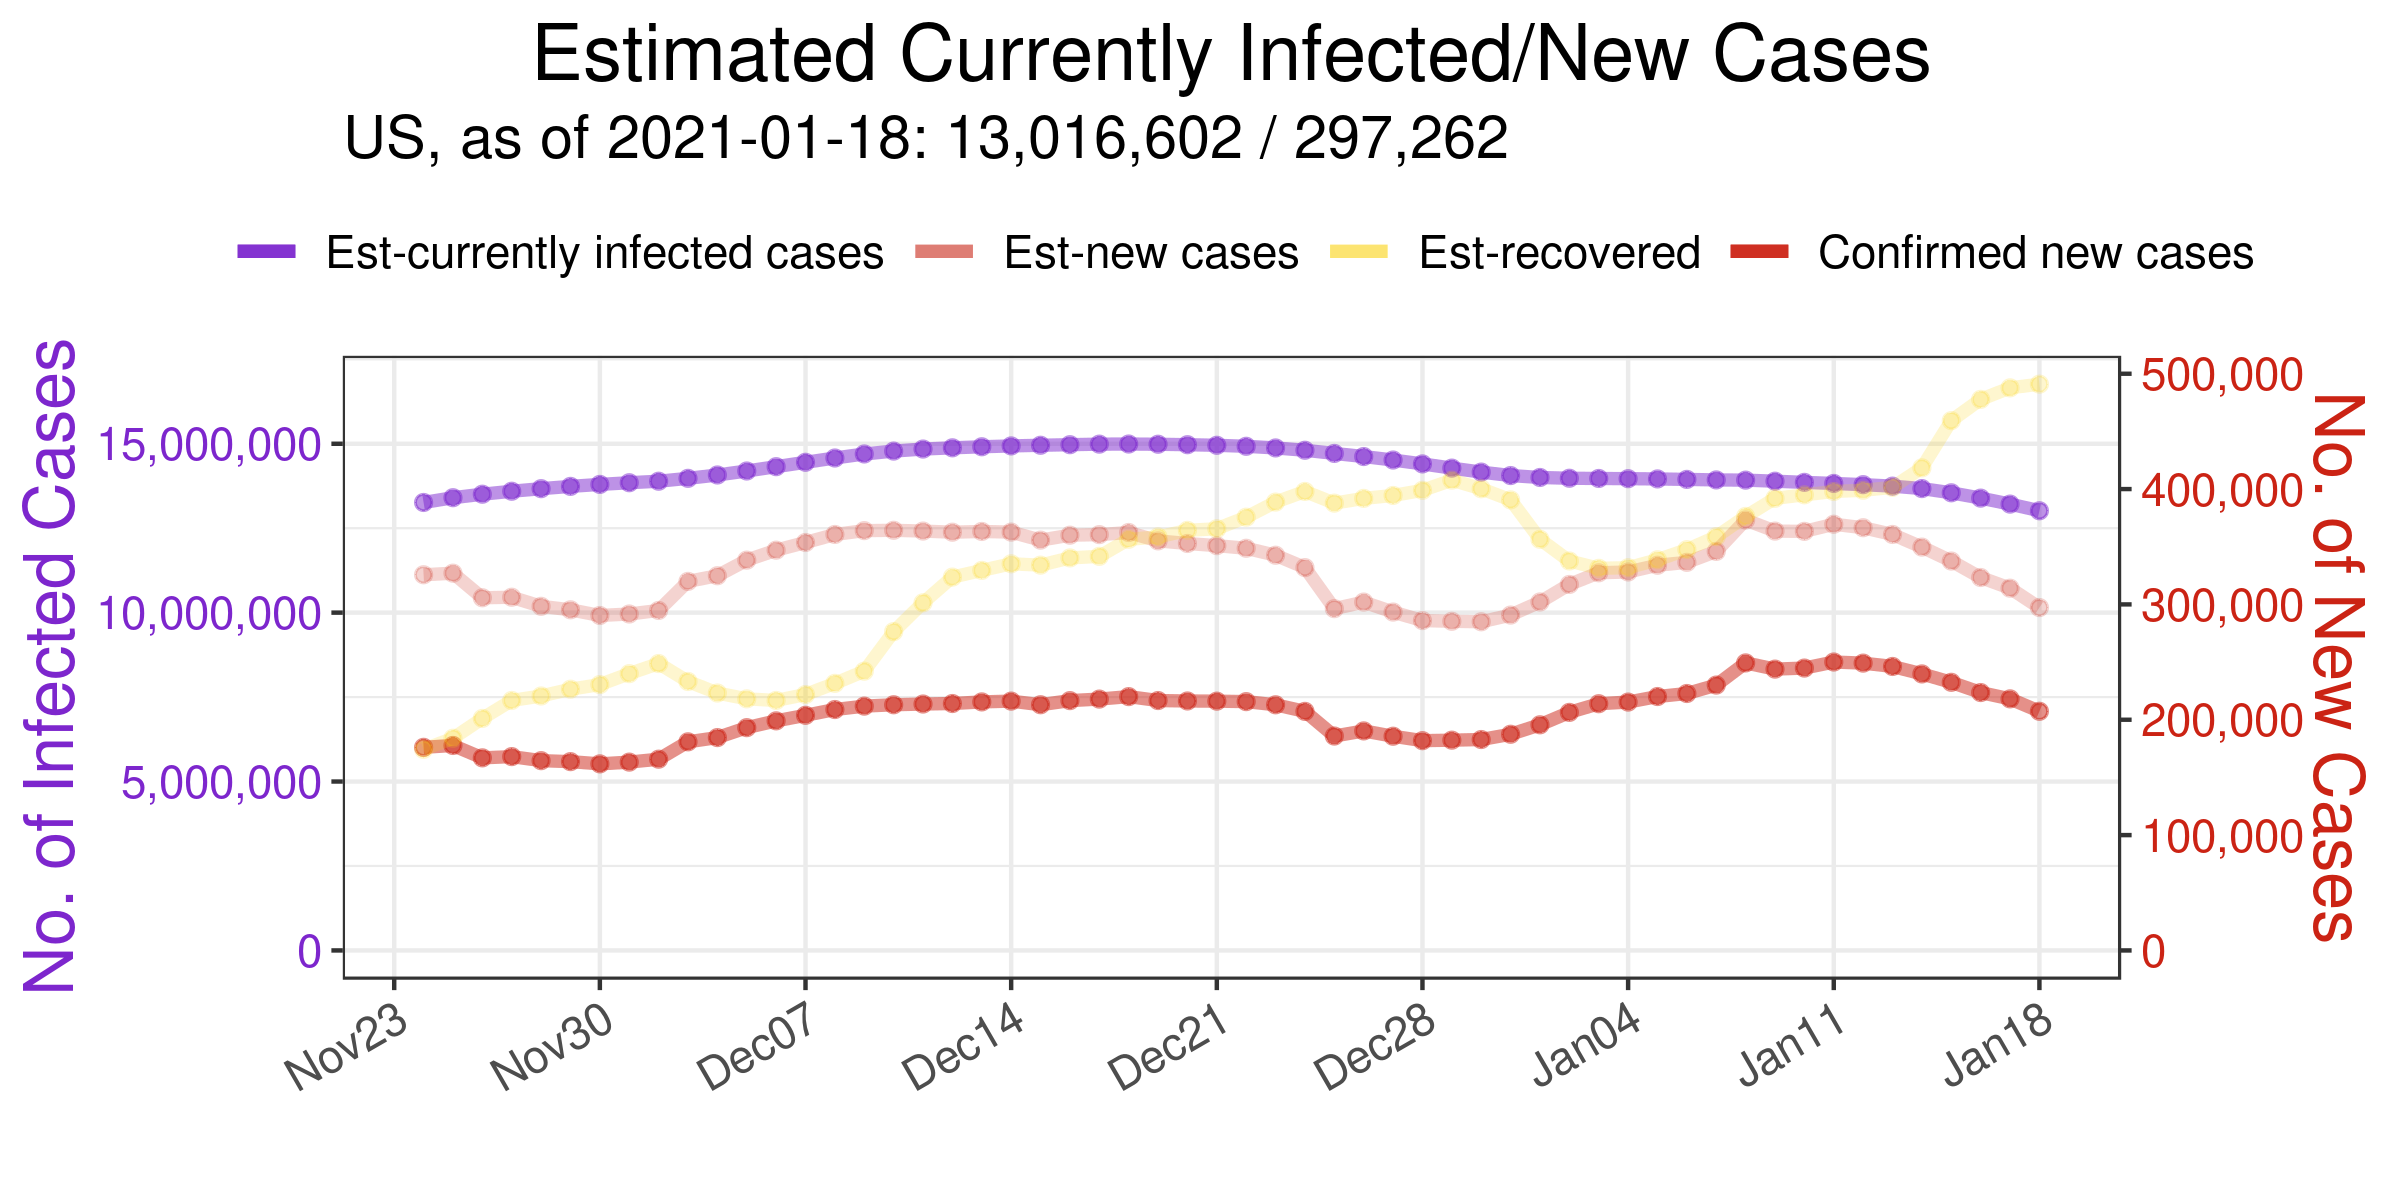 Estimated Currently Infected/New Cases
US, as of 2021-01-18: 13,016,602 / 297,262
Est-currently infected cases Est-new cases Est-recovered Confirmed new cases
No. of Infected Cases
15,000,000
10,000,000
5,000,000
0
500,000
400,000
300,000
200,000
100,000
0
No. of New Cases
Nov23 Nov30 Dec07 Dec14 Dec21 Dec28 Jan04 Jan11 Jan18